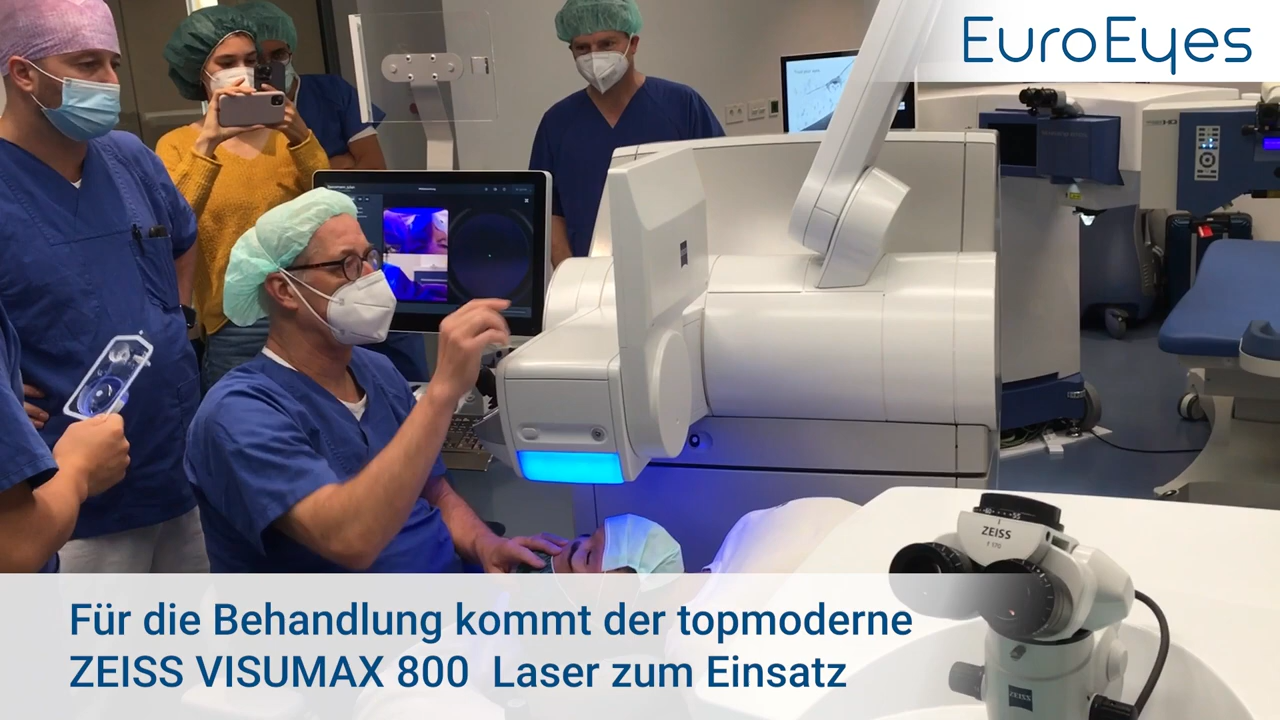 EuroEyes
ZEISS
Für die Behandlung kommt der topmoderne
ZEISS VISUMAX 800 Laser zum Einsatz
ZEISS